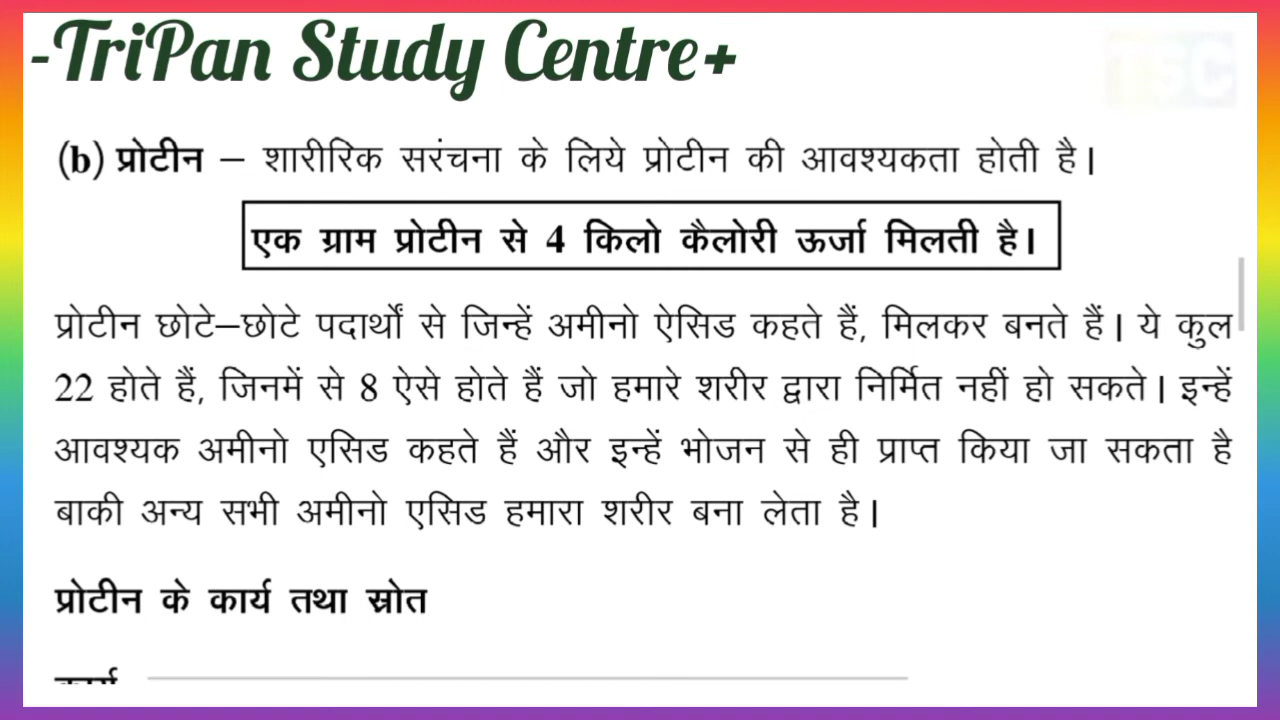 -TriPan Study Centre+
TSC
(b) प्रोटीन – शारीरिक सरंचना के लिये प्रोटीन की आवश्यकता होती है।
एक ग्राम प्रोटीन से 4 किलो कैलोरी ऊर्जा मिलती है।
प्रोटीन छोटे–छोटे पदार्थों से जिन्हें अमीनो ऐसिड कहते हैं, मिलकर बनते हैं। ये कुल
22 होते हैं, जिनमें से 8 ऐसे होते हैं जो हमारे शरीर द्वारा निर्मित नहीं हो सकते। इन्हें
आवश्यक अमीनो एसिड कहते हैं और इन्हें भोजन से ही प्राप्त किया जा सकता है
बाकी अन्य सभी अमीनो एसिड हमारा शरीर बना लेता है।
प्रोटीन के कार्य तथा स्रोत